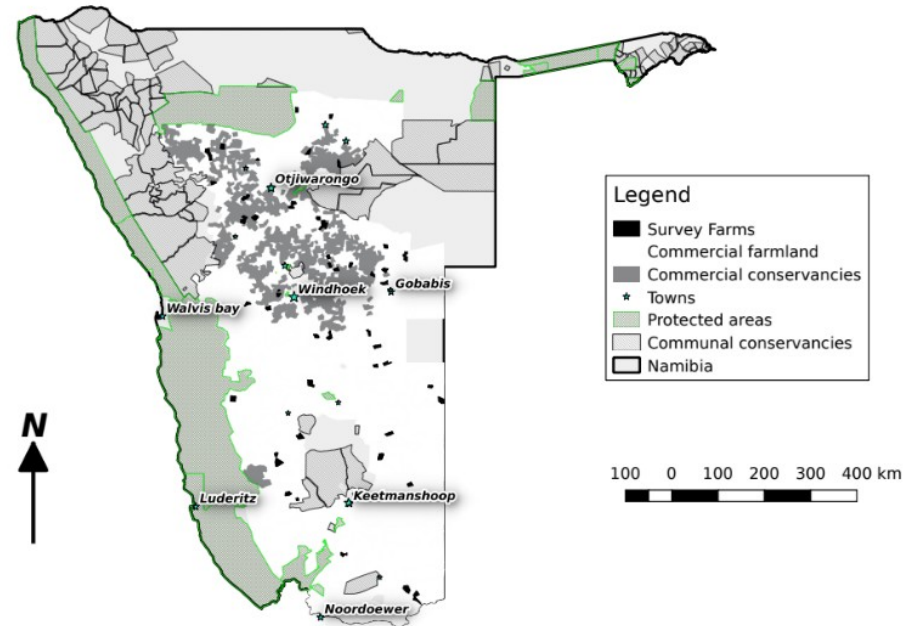 Otjiwarongo
Gobabis
Windhoek
Walvis bay
N
Luderitz
Keetmanshoop
Noordoewer
Legend
Survey Farms
Commercial farmland
Commercial conservancies
Towns
Protected areas
Communal conservancies
Namibia
100 0 100 200 300 400 km